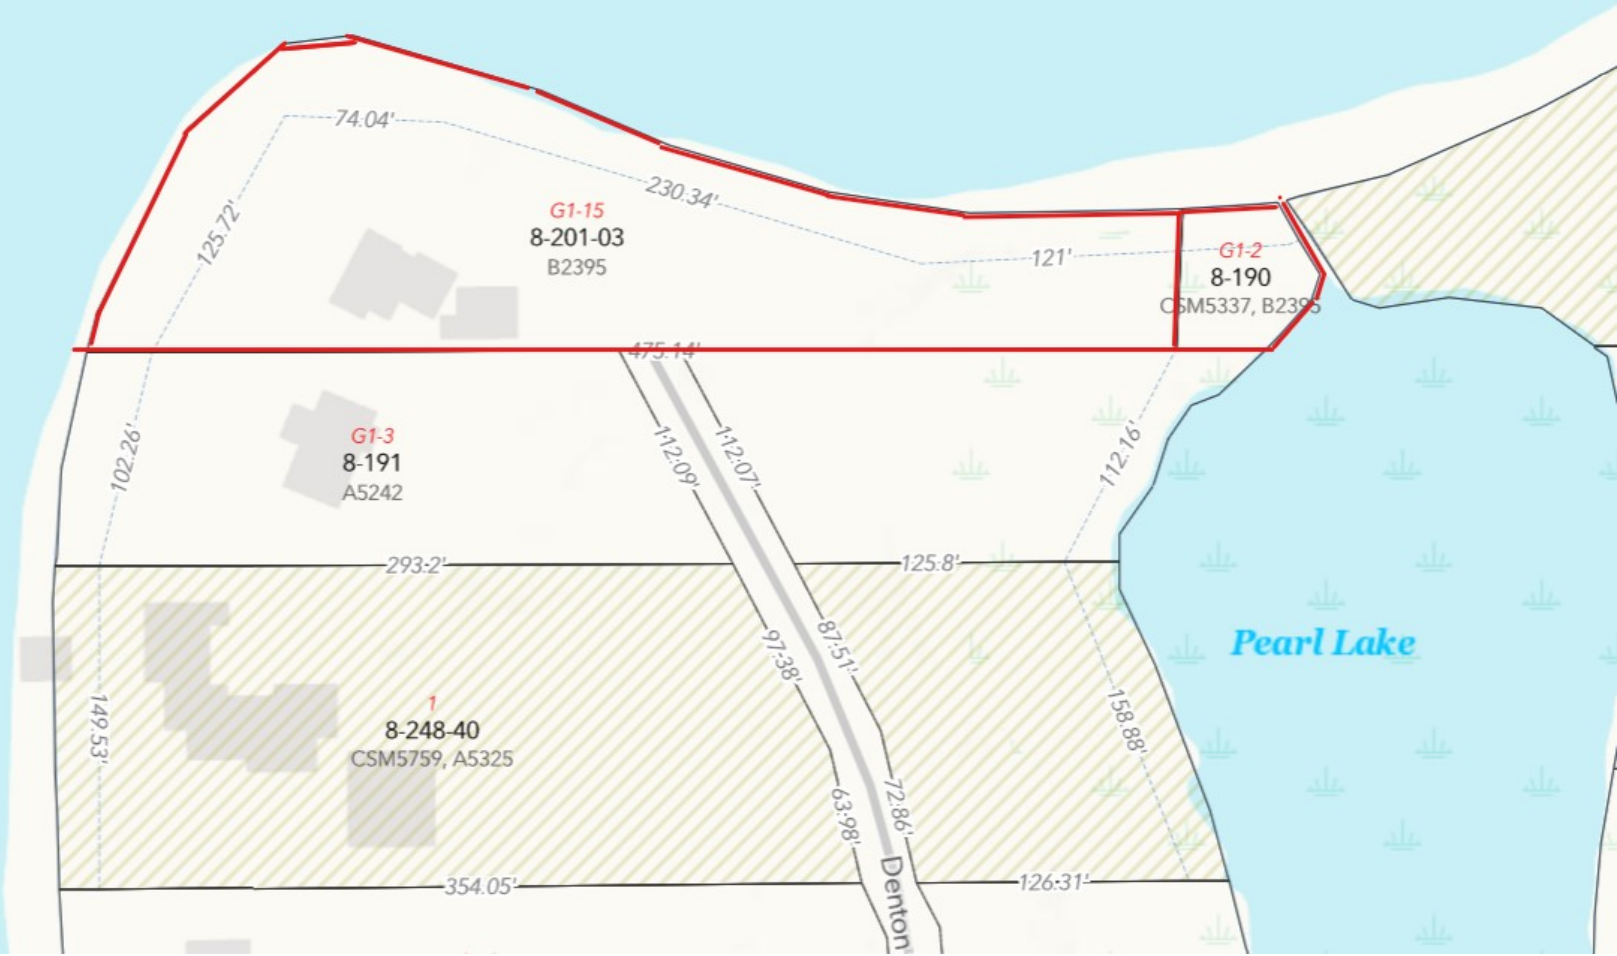 74.04'
125.72'
230.34'
G1-15
8-201-03
B2395
121'
G1-2
8-190
CSM5337, B2395
475.14'
G1-3
8-191
A5242
102.26'
112.09'
112.07'
112.16'
293.2'
125.8'
97.38'
87.51'
Pearl Lake
1
8-248-40
CSM5759, A5325
149.53'
158.88'
63.98'
72.86'
354.05'
126.31'
Denton